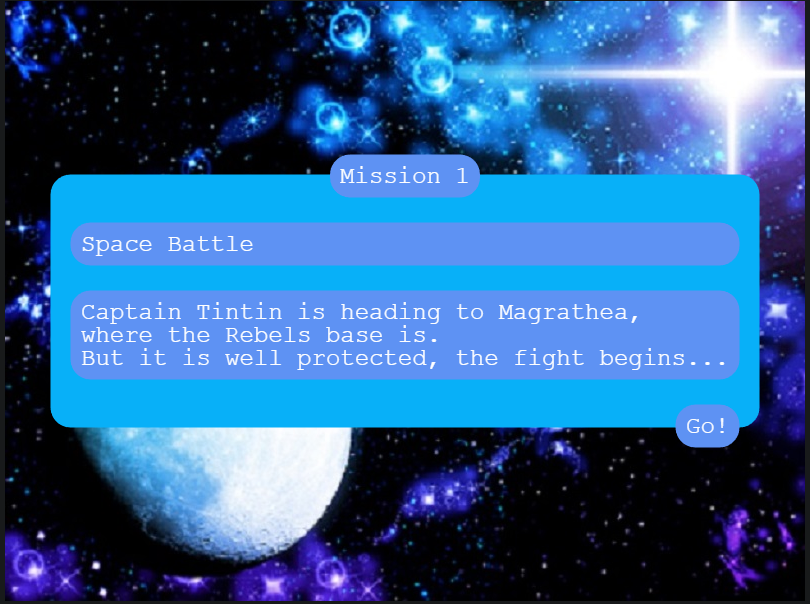 Mission 1
Space Battle
Captain Tintin is heading to Magrathea,
where the Rebels base is.
But it is well protected, the fight begins...
Go!